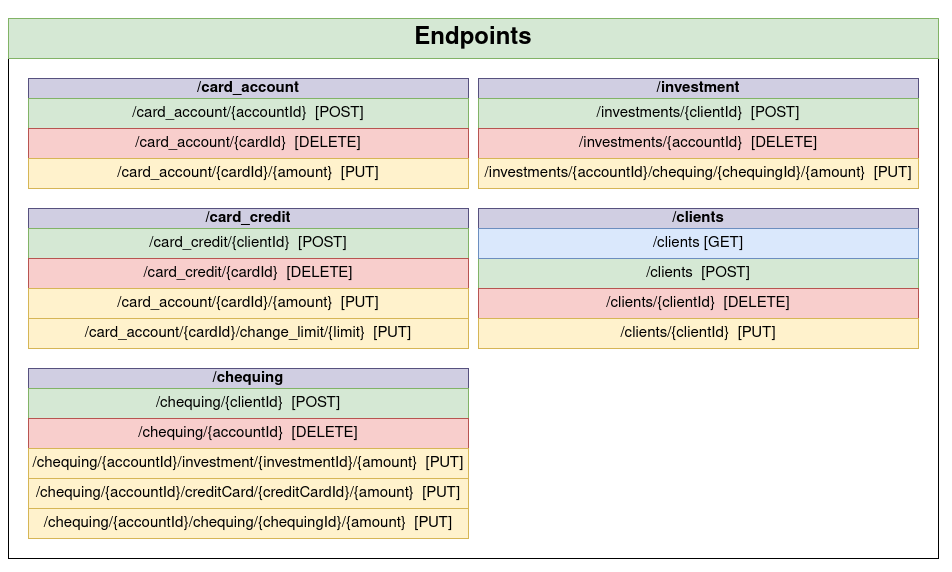 Endpoints
/card_account
/card_account/{accountId} [POST]
/card_account/{cardId} [DELETE]
/card_account/{cardId}/{amount} [PUT]
/investment
/investments/{clientId} [POST]
/investments/{accountId} [DELETE]
/investments/{accountId}/chequing/{chequingId}/{amount} [PUT]
/card_credit
/card_credit/{clientId} [POST]
/card_credit/{cardId} [DELETE]
/card_account/{cardId}/{amount} [PUT]
/card_account/{cardId}/change_limit/{limit} [PUT]
/clients
/clients [GET]
/clients [POST]
/clients/{clientId} [DELETE]
/clients/{clientId} [PUT]
/chequing
/chequing/{clientId} [POST]
/chequing/{accountId} [DELETE]
/chequing/{accountId}/investment/{investmentId}/{amount} [PUT]
/chequing/{accountId}/creditCard/{creditCardId}/{amount} [PUT]
/chequing/{accountId}/chequing/{chequingId}/{amount} [PUT]